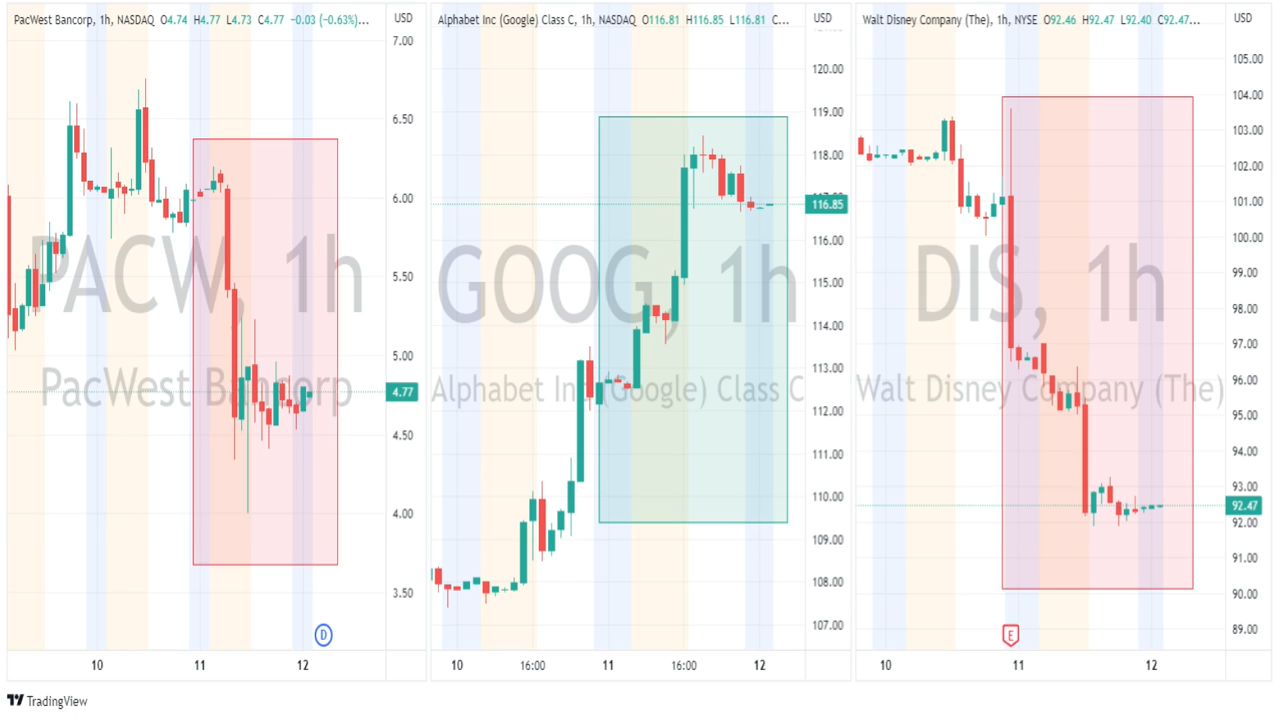 PacWest Bancorp, 1h, NASDAQ O4.74 H4.77 L4.73 C4.77 −0.03 (−0.63%)... USD
7.00
6.50
6.00
5.50
5.00
4.77
4.50
4.00
3.50
PACW, 1h
PacWest Bancorp
D
10 11 12
Alphabet Inc (Google) Class C, 1h, NASDAQ O116.81 H116.85 L116.81 C... USD
120.00
119.00
118.00
116.85
116.00
115.00
114.00
113.00
112.00
111.00
110.00
109.00
108.00
107.00
GOOG, 1h
Alphabet Inc (Google) Class C
10 16:00 11 16:00 12
Walt Disney Company (The), 1h, NYSE O92.46 H92.47 L92.40 C92.47... USD
105.00
104.00
103.00
102.00
101.00
100.00
99.00
98.00
97.00
96.00
95.00
94.00
93.00
92.47
92.00
91.00
90.00
89.00
DIS, 1h
Walt Disney Company (The)
E
10 11 12
TradingView